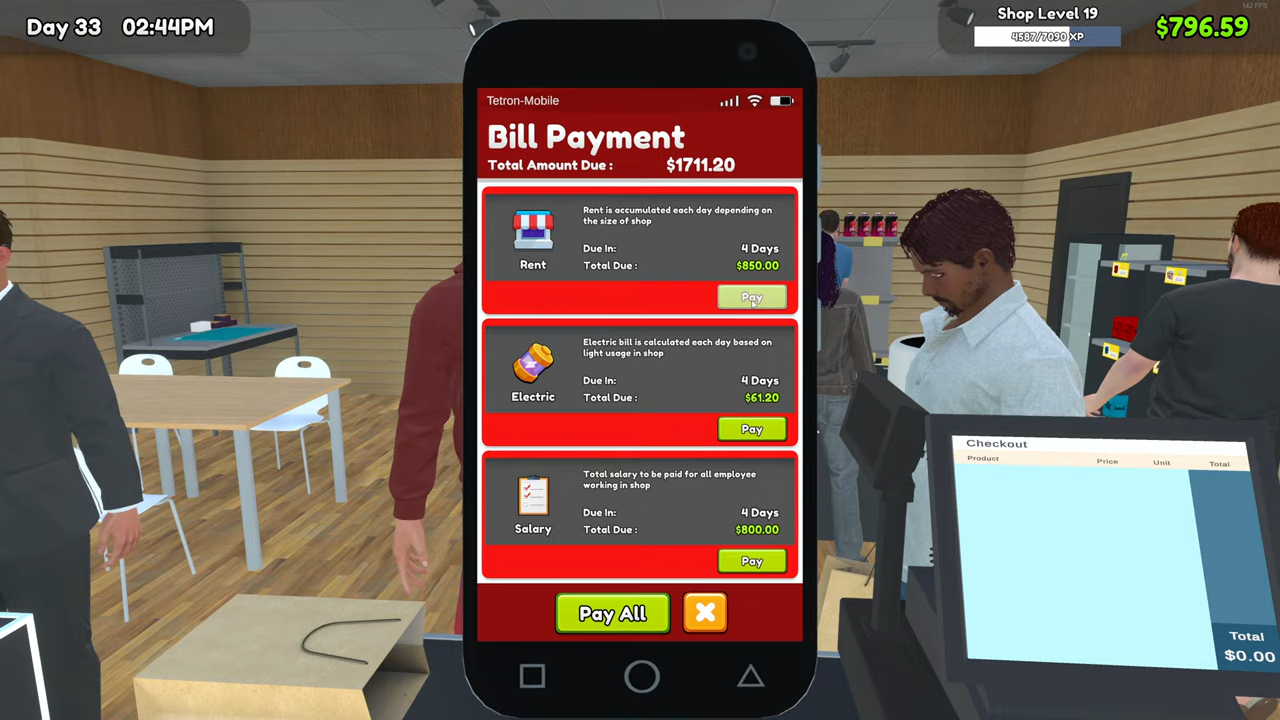 142 FPS
Day 33 02:44PM
Shop Level 19
4587/7090 XP
$796.59
Tetron-Mobile
Bill Payment
Total Amount Due : $1711.20
Rent is accumulated each day depending on
the size of shop
Due In: 4 Days
Rent
Total Due : $850.00
Pay
Electric bill is calculated each day based on
light usage in shop
Due In: 4 Days
Electric
Total Due : $61.20
Pay
Total salary to be paid for all employee
working in shop
Due In: 4 Days
Salary
Total Due : $800.00
Pay
Pay All
Checkout
Product Price Unit Total
Total
$0.00